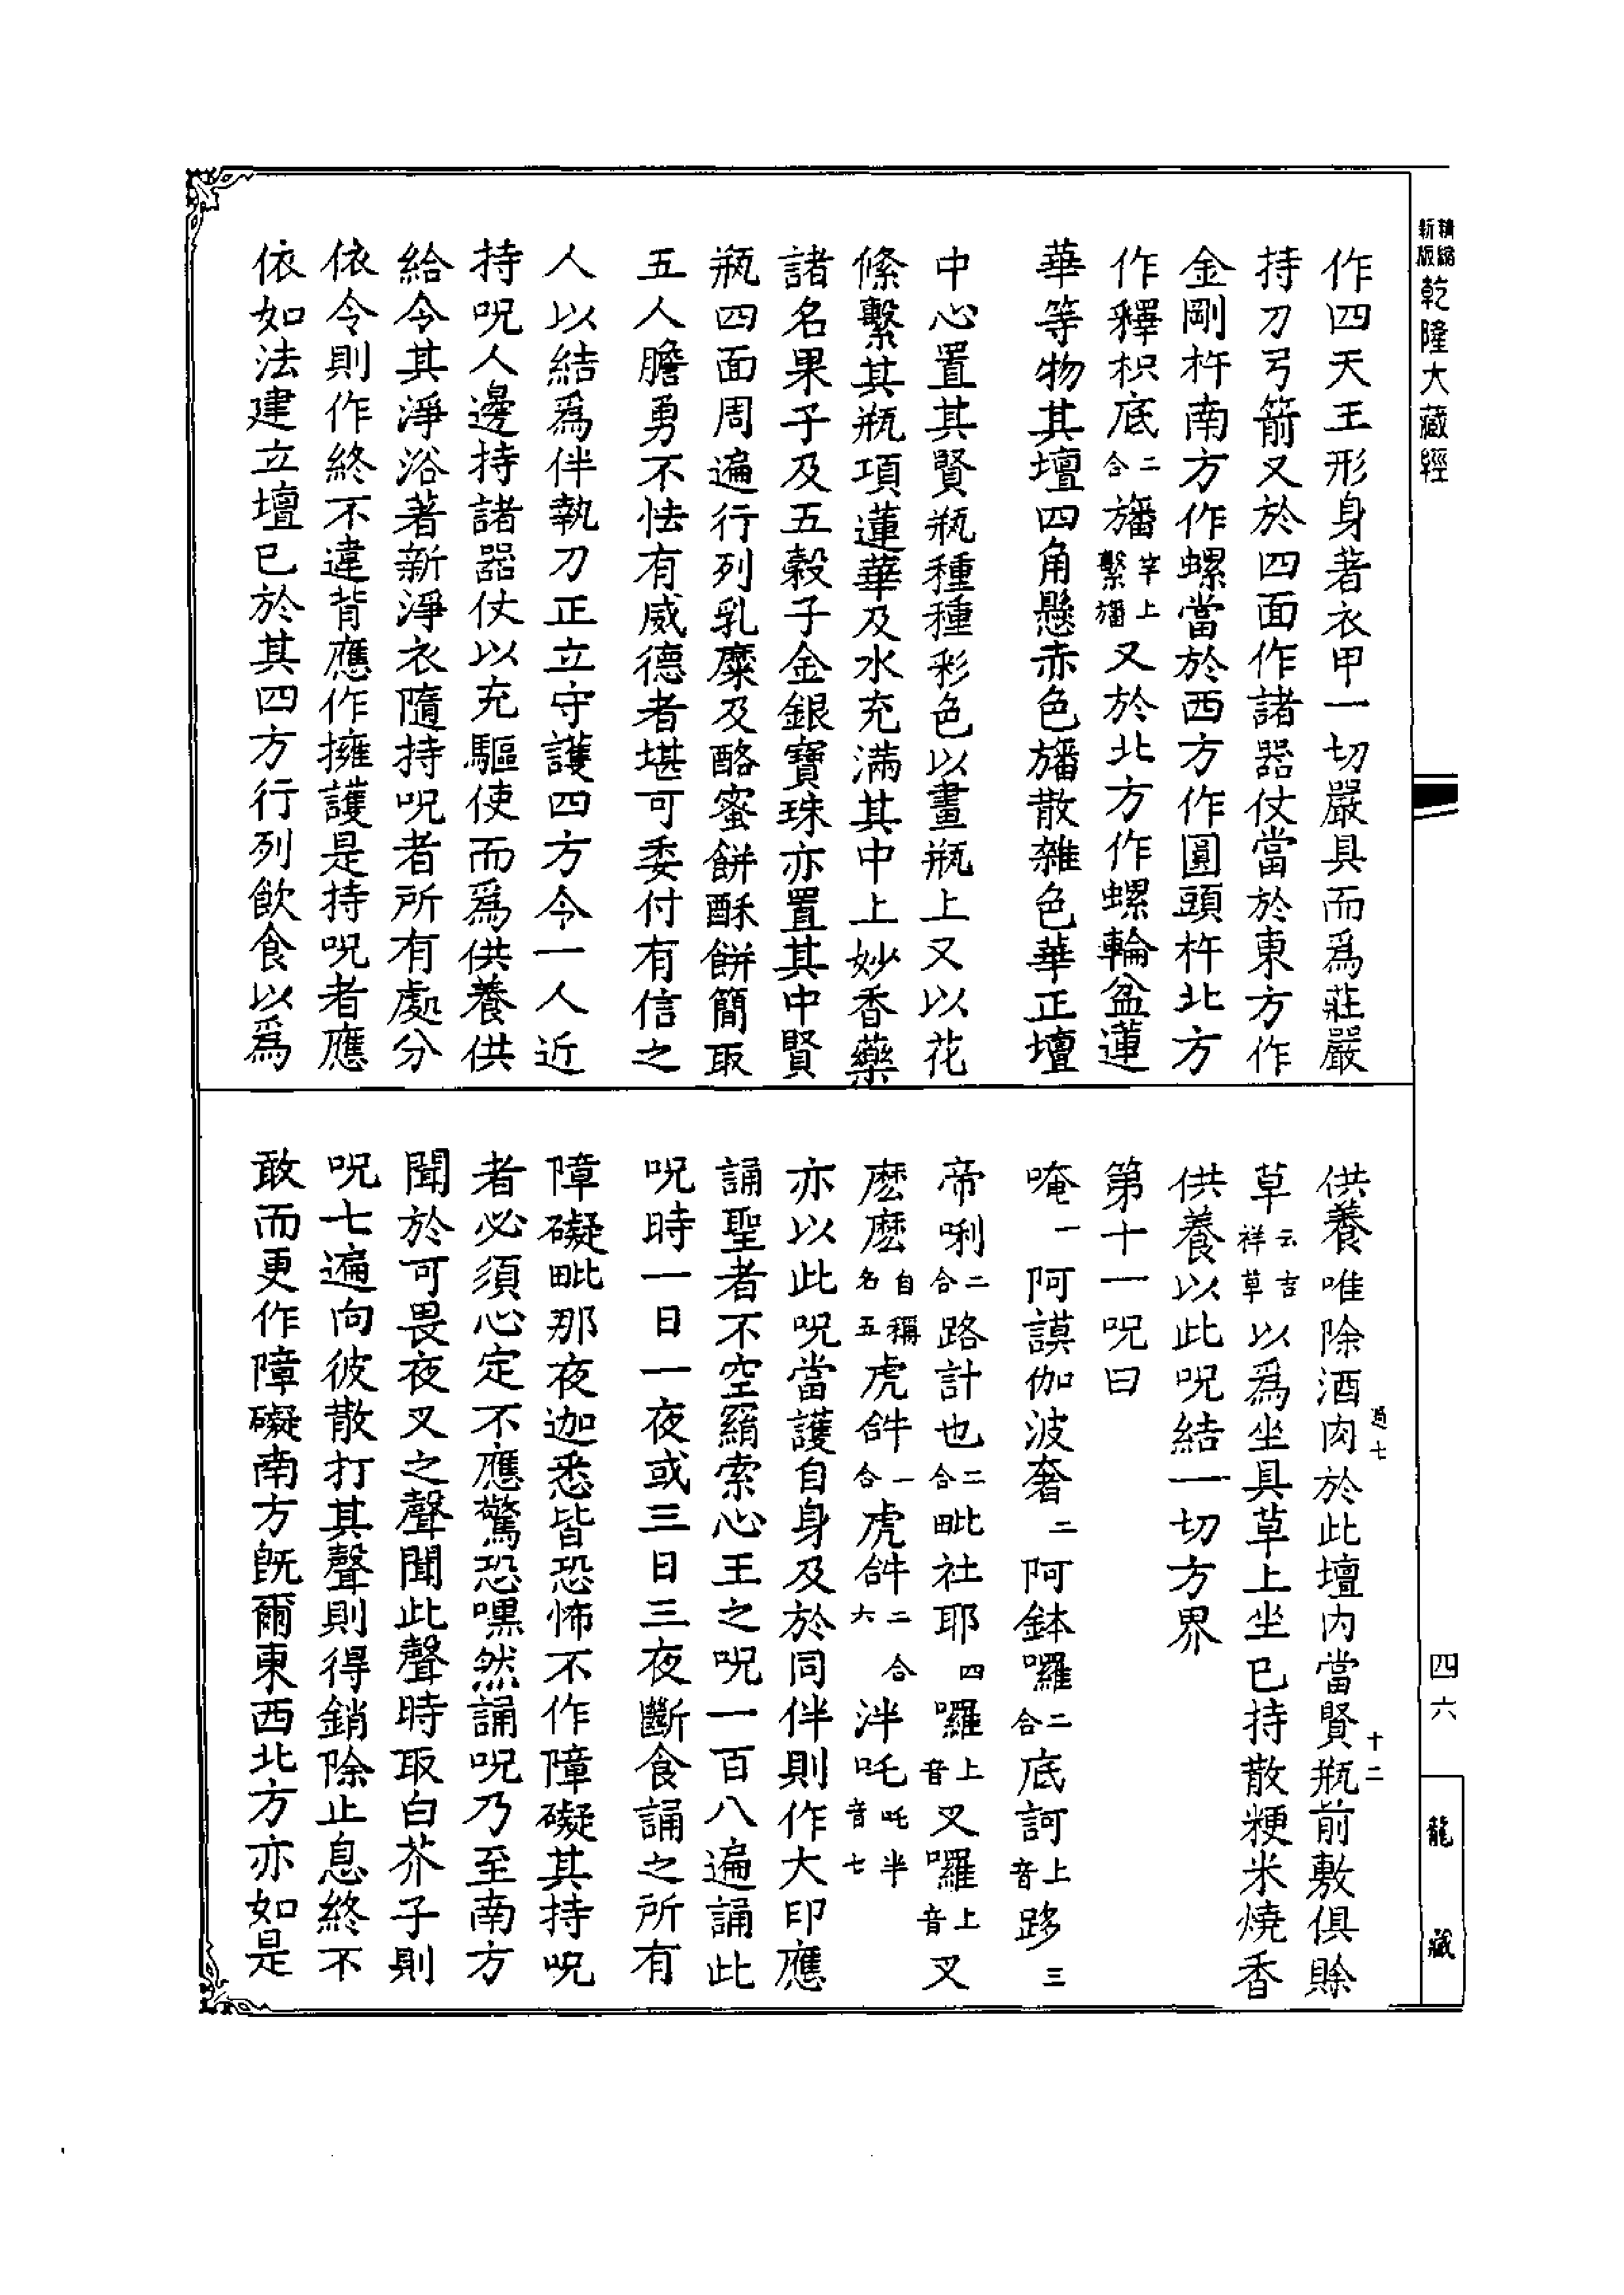 新縮精版乾隆大藏經
作四天王形身著衣甲一切嚴具而爲莊嚴
持刀弓箭又於四面作諸器仗當於東方作
金剛杵南方作螺當於西方作圓頭杵北方
作釋枳底二合旛竿上繫旛又於北方作螺輪盆蓮
華等物其壇四角懸赤色旛散雜色華正壇
中心置其賢瓶種種彩色以畫瓶上又以花
絛繫其瓶項蓮華及水充滿其中上妙香藥
諸名果子及五穀子金銀寶珠亦置其中賢
瓶四面周遍行列乳糜及酪蜜餅酥餅簡取
五人膽勇不怯有威德者堪可委付有信之
人以結爲伴執刀正立守護四方令一人近
持呪人邊持諸器仗以充驅使而爲供養供
給令其淨浴著新淨衣隨持呪者所有處分
依令則作終不違背應作擁護是持呪者應
依如法建立壇已於其四方行列飲食以爲
供養唯除酒肉於此壇內當賢瓶前敷俱賒
草云吉祥草以爲坐具草上坐已持散粳米燒香
供養以此呪結一切方界
第十一呪曰
唵一阿謨伽波奢二阿鉢囉二合底訶上音跢三
帝唎二合路計也二合毗社耶四囉上音叉囉上音叉
麽麽自稱名五虎𤙖一合虎𤙖二合六泮吒吒半音七
亦以此呪當護自身及於同伴則作大印應
誦聖者不空羂索心王之呪一百八遍誦此
呪時一日一夜或三日三夜斷食誦之所有
障礙毗那夜迦悉皆恐怖不作障礙其持呪
者必須心定不應驚恐嘿然誦呪乃至南方
聞於可畏夜叉之聲聞此聲時取白芥子則
呪七遍向彼散打其聲則得銷除止息終不
敢而更作障礙南方旣爾東西北方亦如是
過七
十二
四六
龍藏